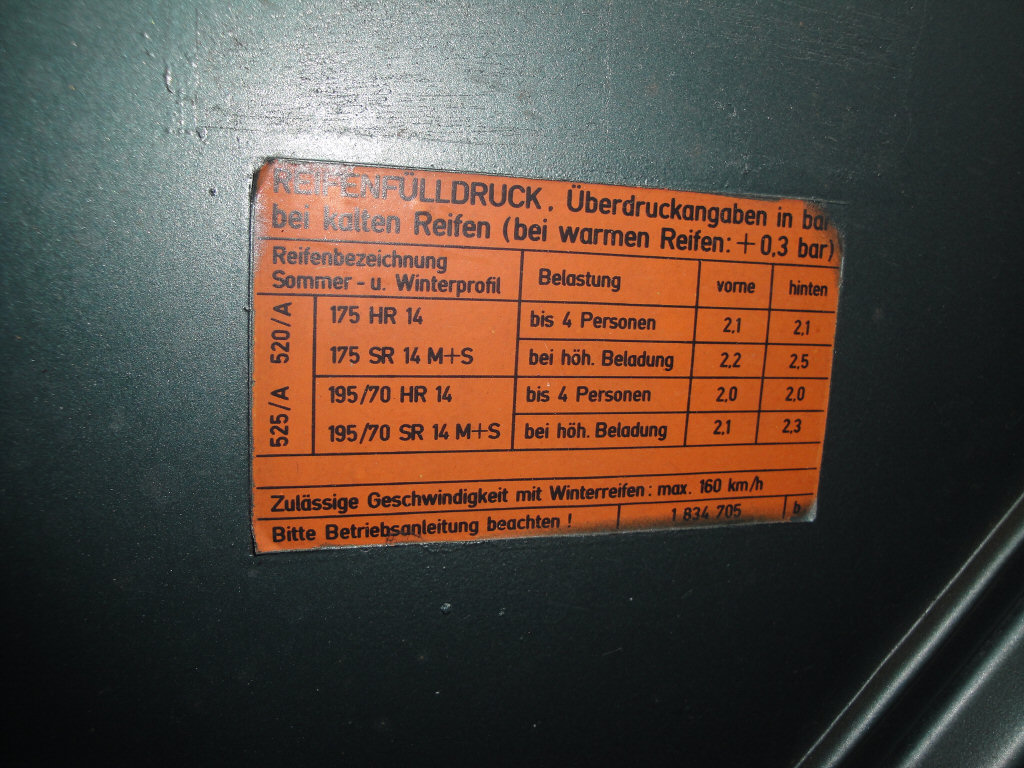 REIFENFÜLLDRUCK, Überdruckangaben in bar
bei kalten Reifen (bei warmen Reifen: +0,3 bar)
Reifenbezeichnung
Sommer - u. Winterprofil Belastung vorne hinten
520/A 175 HR 14 bis 4 Personen 2,1 2,1
175 SR 14 M+S bei höh. Beladung 2,2 2,5
525/A 195/70 HR 14 bis 4 Personen 2,0 2,0
195/70 SR 14 M+S bei höh. Beladung 2,1 2,3
Zulässige Geschwindigkeit mit Winterreifen: max. 160 km/h
Bitte Betriebsanleitung beachten ! 1 834 705 b